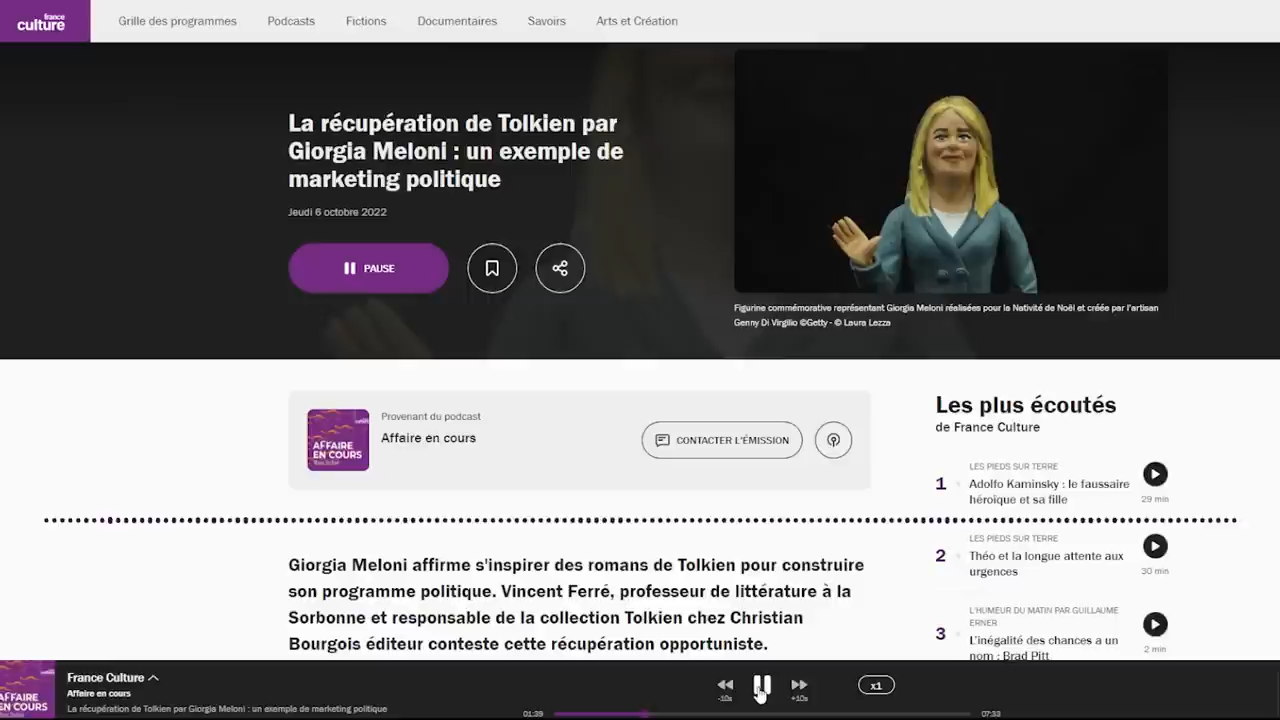 france
culture
Grille des programmes
Podcasts
Fictions
Documentaires
Savoirs
Arts et Création
La récupération de Tolkien par
Giorgia Meloni : un exemple de
marketing politique
Jeudi 6 octobre 2022
PAUSE
Figurine commémorative représentant Giorgia Meloni réalisées pour la Nativité de Noël et créée par l'artisan
Genny Di Virgilio ©Getty - © Laura Lezza
AFFAIRE
EN COURS
Provenant du podcast
Affaire en cours
CONTACTER L'ÉMISSION
Les plus écoutés
de France Culture
1
LES PIEDS SUR TERRE
Adolfo Kaminsky : le faussaire
héroïque et sa fille
29 min
2
LES PIEDS SUR TERRE
Théo et la longue attente aux
urgences
30 min
3
L'HUMEUR DU MATIN PAR GUILLAUME
ERNER
L'inégalité des chances a un
nom : Brad Pitt
2 min
Giorgia Meloni affirme s'inspirer des romans de Tolkien pour construire
son programme politique. Vincent Ferré, professeur de littérature à la
Sorbonne et responsable de la collection Tolkien chez Christian
Bourgois éditeur conteste cette récupération opportuniste.
AFFAIRE
EN COURS
France Culture
Affaire en cours
La récupération de Tolkien par Giorgia Meloni : un exemple de marketing politique
-10s
+10s
x1
01:39
07:33